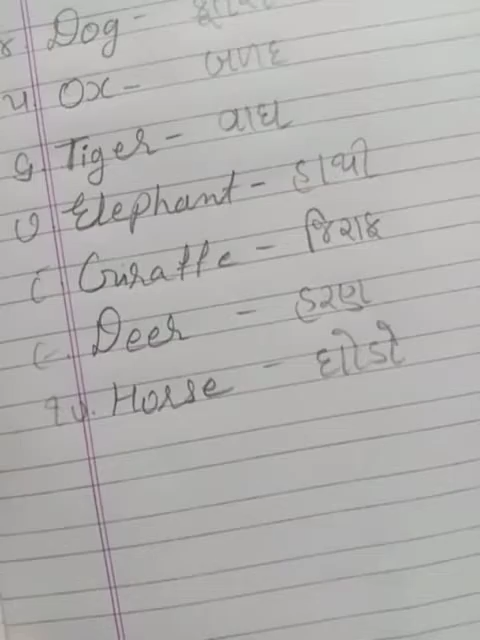 ૪. Dog -
૫. Ox - બળદ
૬. Tiger - વાઘ
૭. Elephant - હાથી
૮. Giraffe - જિરાફ
૯. Deer - હરણ
૧૦. Horse - ઘોડો